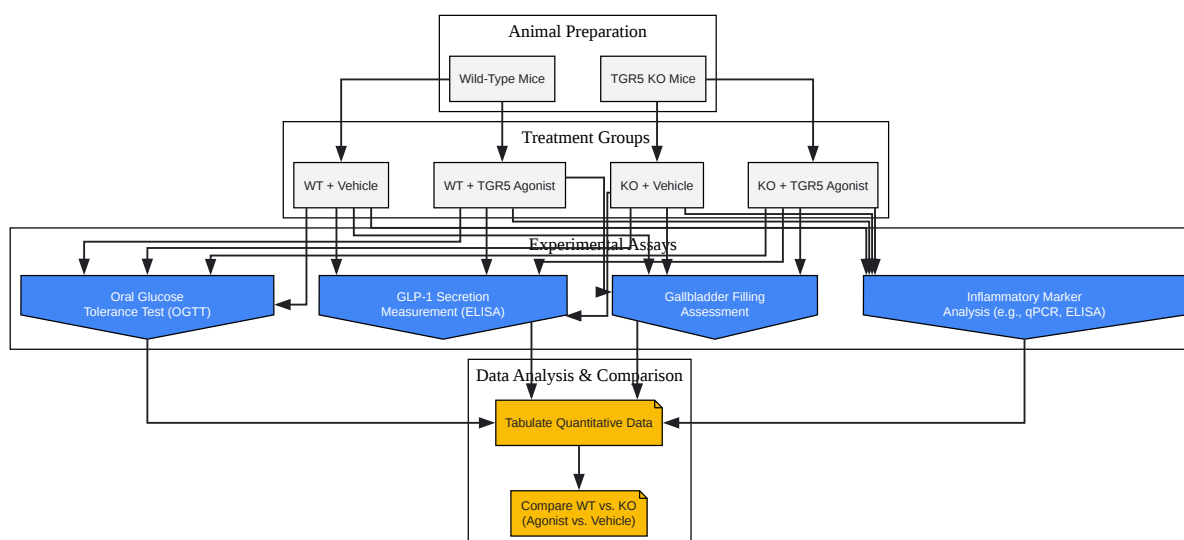 Animal Preparation
Wild-Type Mice
TGR5 KO Mice
Treatment Groups
WT + Vehicle
WT + TGR5 Agonist
KO + Vehicle
KO + TGR5 Agonist
Experimental Assays
Oral Glucose
Tolerance Test (OGTT)
GLP-1 Secretion
Measurement (ELISA)
Gallbladder Filling
Assessment
Inflammatory Marker
Analysis (e.g., qPCR, ELISA)
Data Analysis & Comparison
Tabulate Quantitative Data
Compare WT vs. KO
(Agonist vs. Vehicle)